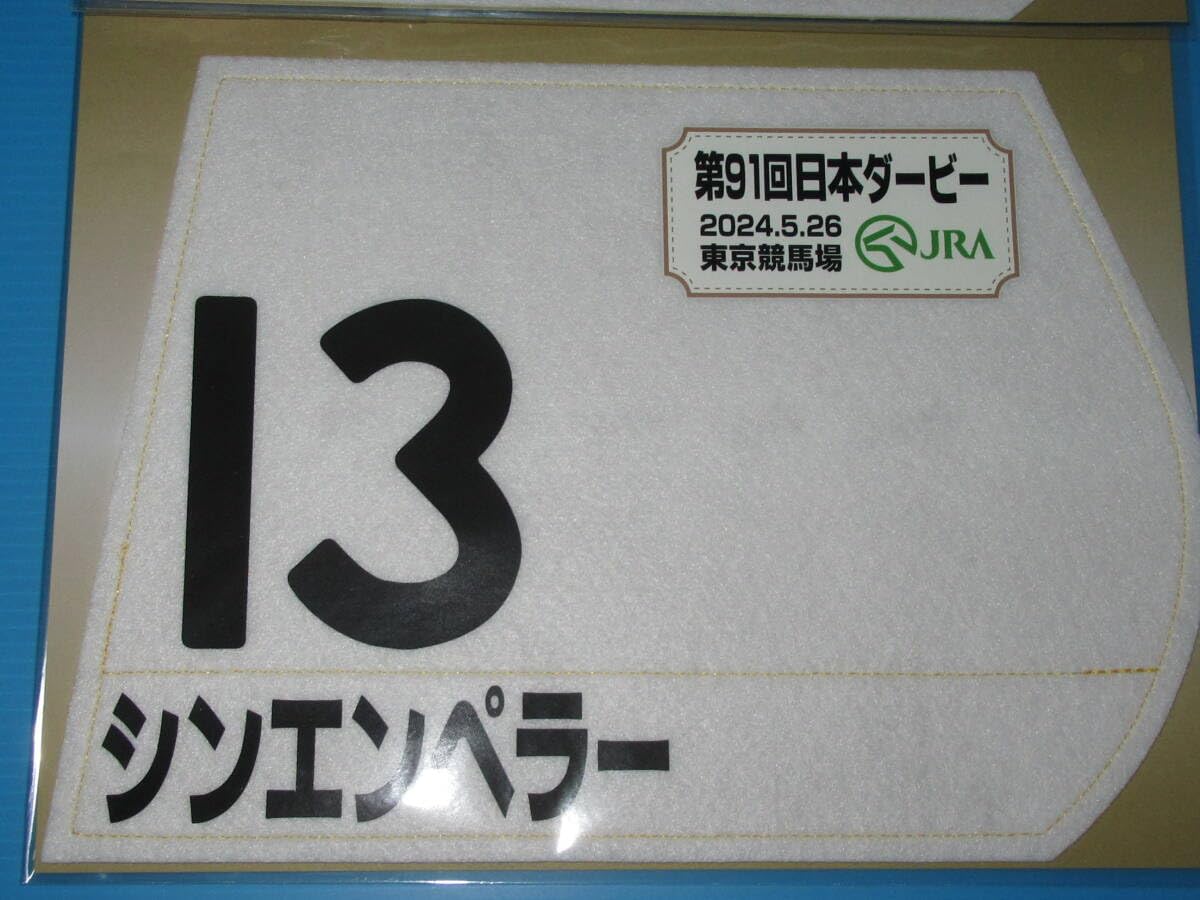 第91回日本ダービー
2024.5.26
東京競馬場
JRA
13
シンエンペラー